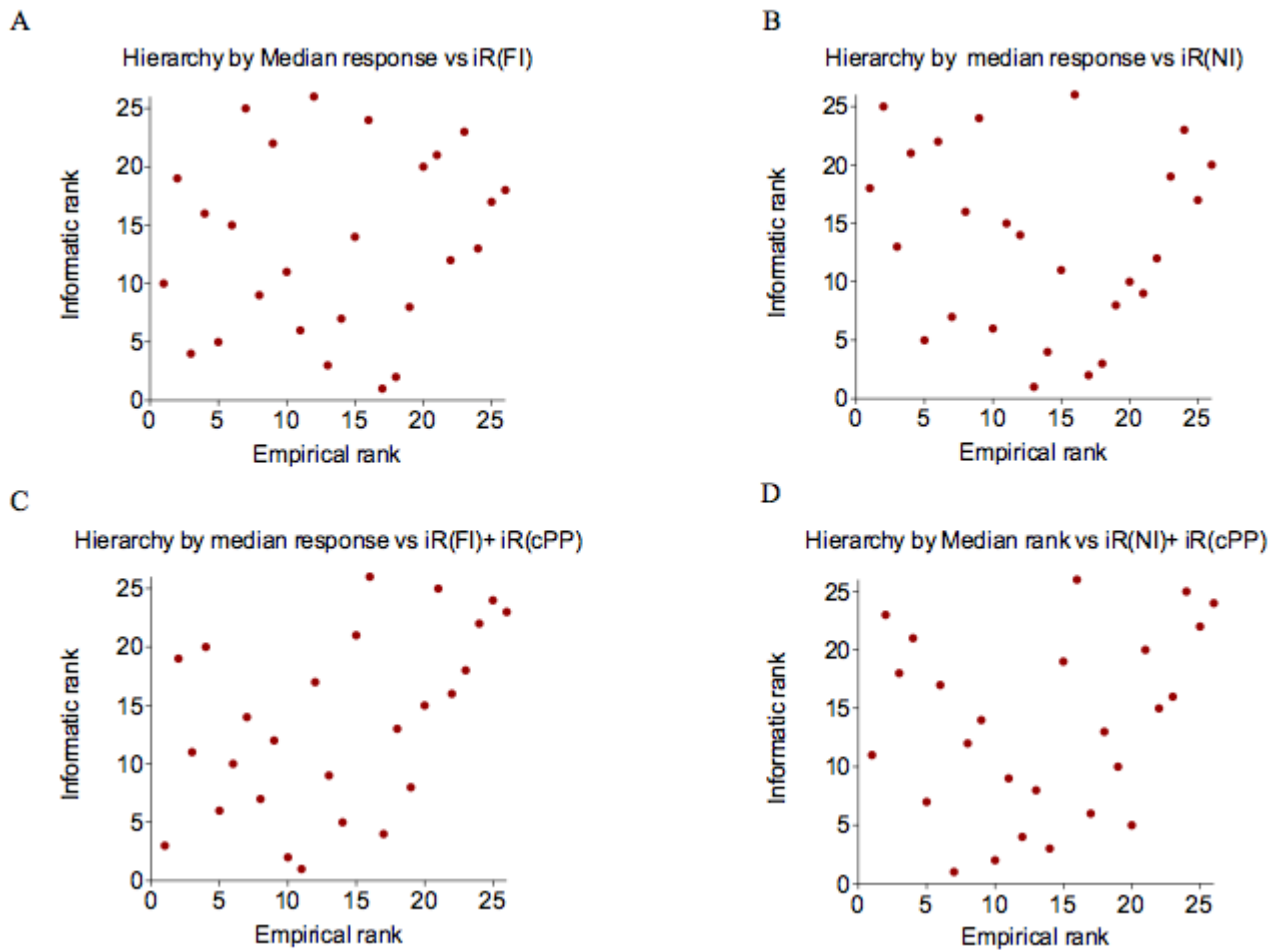 A
Hierarchy by Median response vs iR(FI)
25
20
15
10
5
0
Informatic rank
0 5 10 15 20 25
Empirical rank
B
Hierarchy by median response vs iR(NI)
25
20
15
10
5
0
Informatic rank
0 5 10 15 20 25
Empirical rank
C
Hierarchy by median response vs iR(FI)+ iR(cPP)
25
20
15
10
5
0
Informatic rank
0 5 10 15 20 25
Empirical rank
D
Hierarchy by Median rank vs iR(NI)+ iR(cPP)
25
20
15
10
5
0
Informatic rank
0 5 10 15 20 25
Empirical rank